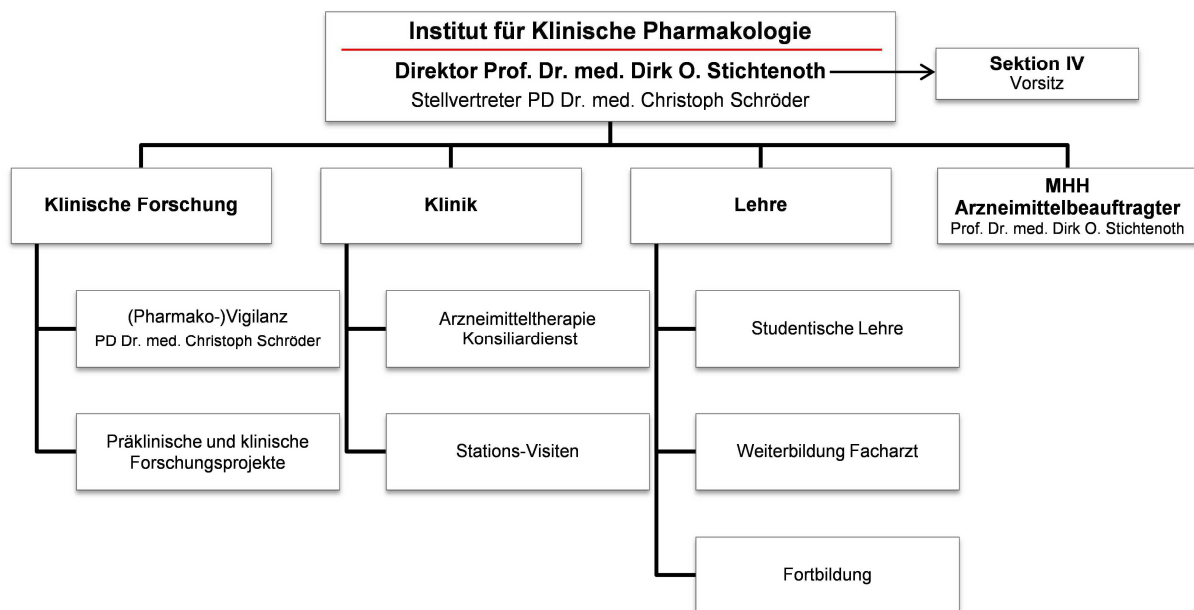 Institut für Klinische Pharmakologie
Direktor Prof. Dr. med. Dirk O. Stichtenoth
Stellvertreter PD Dr. med. Christoph Schröder
Sektion IV
Vorsitz
Klinische Forschung
Klinik
Lehre
MHH
Arzneimittelbeauftragter
Prof. Dr. med. Dirk O. Stichtenoth
(Pharmako-)Vigilanz
PD Dr. med. Christoph Schröder
Arzneimitteltherapie
Konsiliardienst
Studentische Lehre
Präklinische und klinische
Forschungsprojekte
Stations-Visiten
Weiterbildung Facharzt
Fortbildung